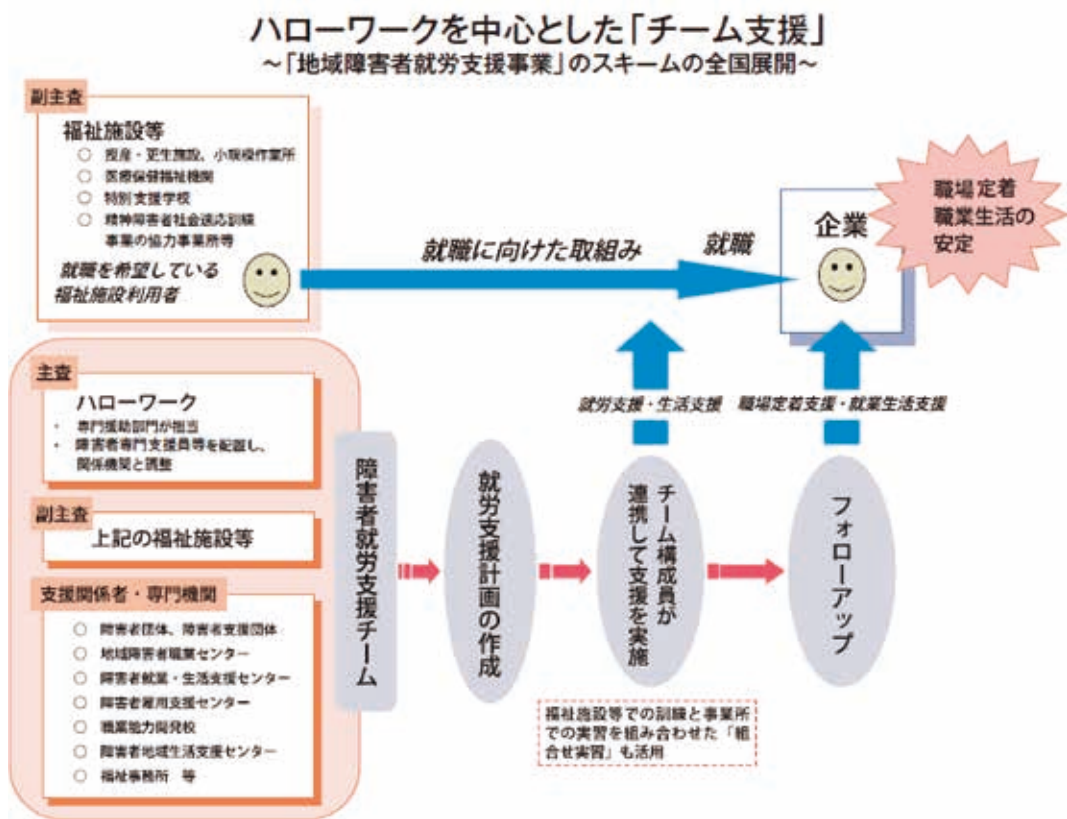 ハローワークを中心とした「チーム支援」
～「地域障害者就労支援事業」のスキームの全国展開～
副主査
福祉施設等
○ 授産・更生施設、小規模作業所
○ 医療保健福祉機関
○ 特別支援学校
○ 精神障害者社会適応訓練
事業の協力事業所等
就職を希望している
福祉施設利用者
就職に向けた取組み
就職
企業
職場定着
職業生活の
安定
主査
ハローワーク
・ 専門援助部門が担当
・ 障害者専門支援員等を配置し、
関係機関と調整
副主査
上記の福祉施設等
支援関係者・専門機関
○ 障害者団体、障害者支援団体
○ 地域障害者職業センター
○ 障害者就業・生活支援センター
○ 障害者雇用支援センター
○ 職業能力開発校
○ 障害者地域生活支援センター
○ 福祉事務所 等
障害者就労支援チーム
就労支援計画の作成
就労支援・生活支援
チーム構成員が
連携して支援を実施
福祉施設等での訓練と事業所
での実習を組み合わせた「組
合せ実習」も活用
職場定着支援・就業生活支援
フォローアップ